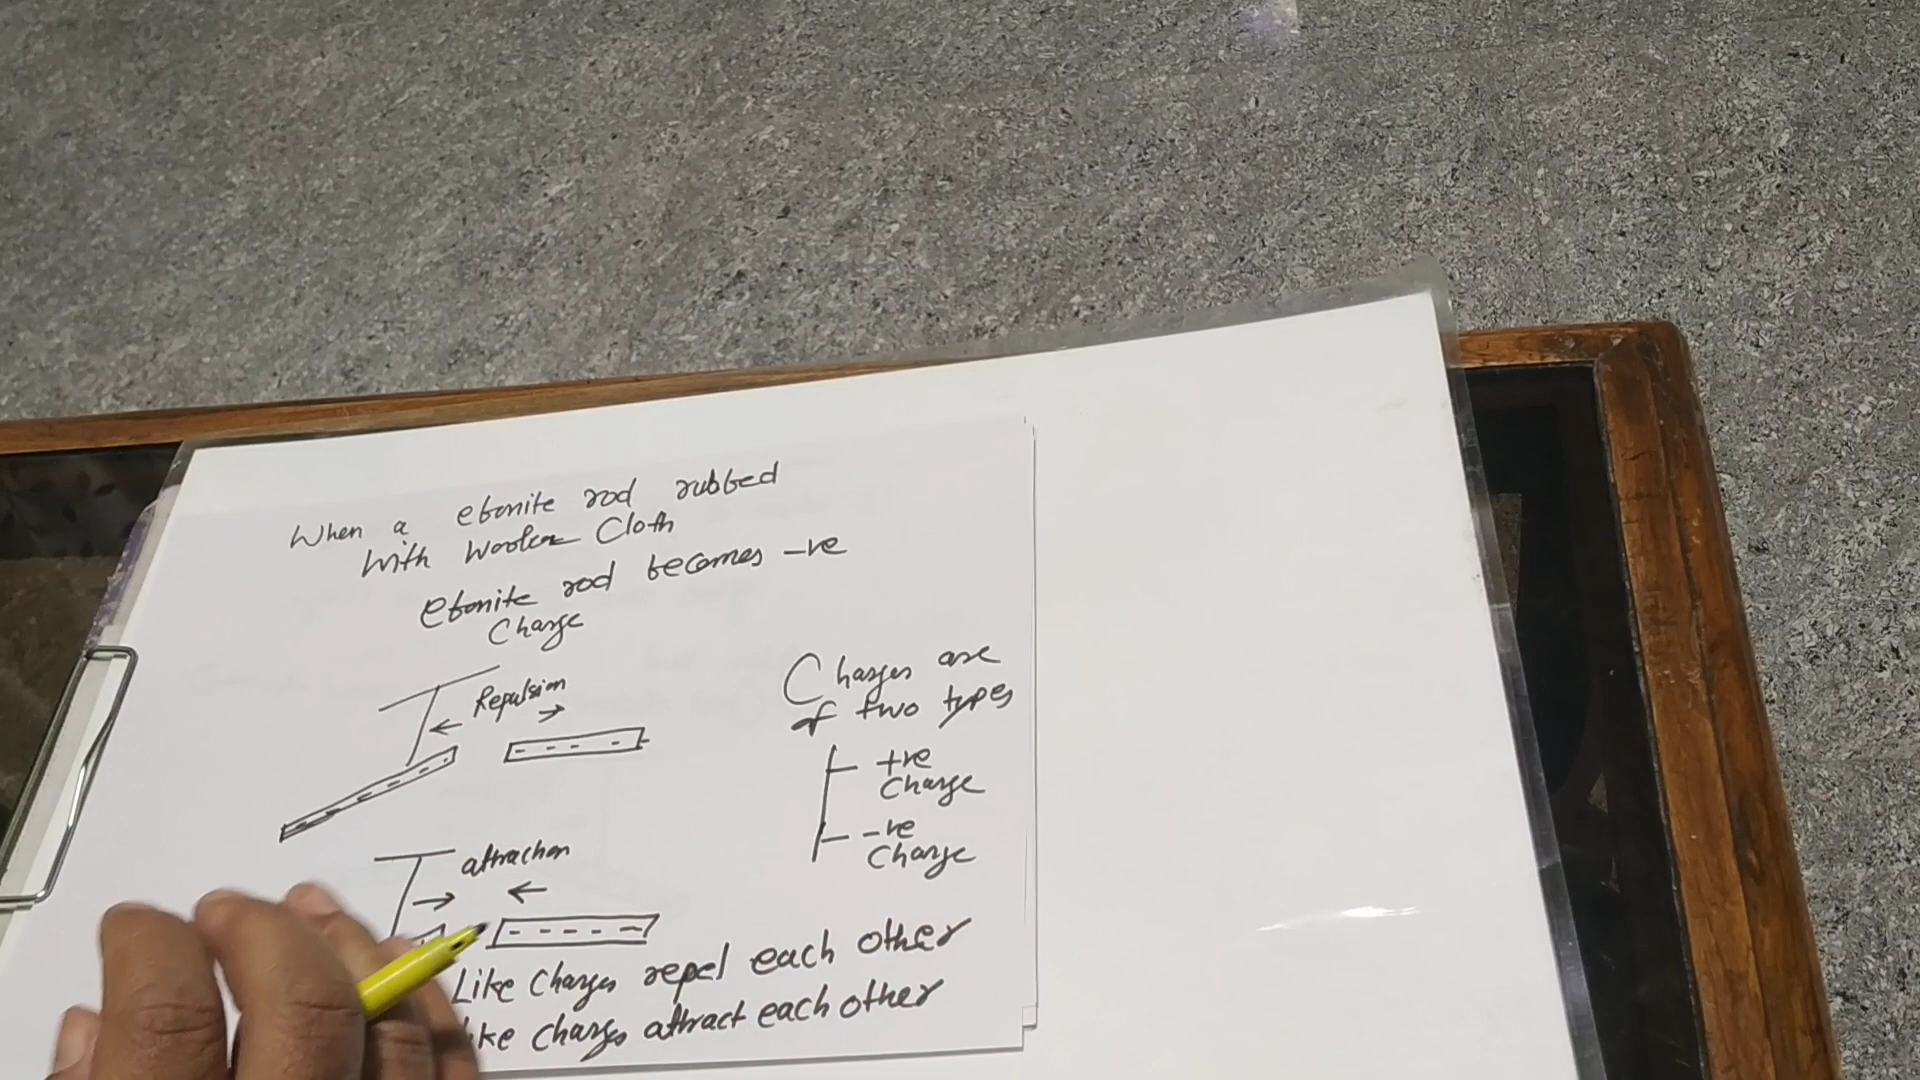 When a ebonite rod rubbed
with woolen Cloth
ebonite rod becomes -ve
Charge
Repulsion
attraction
Charges are
of two types
+ve
Charge
-ve
Charge
Like Charges repel each other
like Charges attract each other